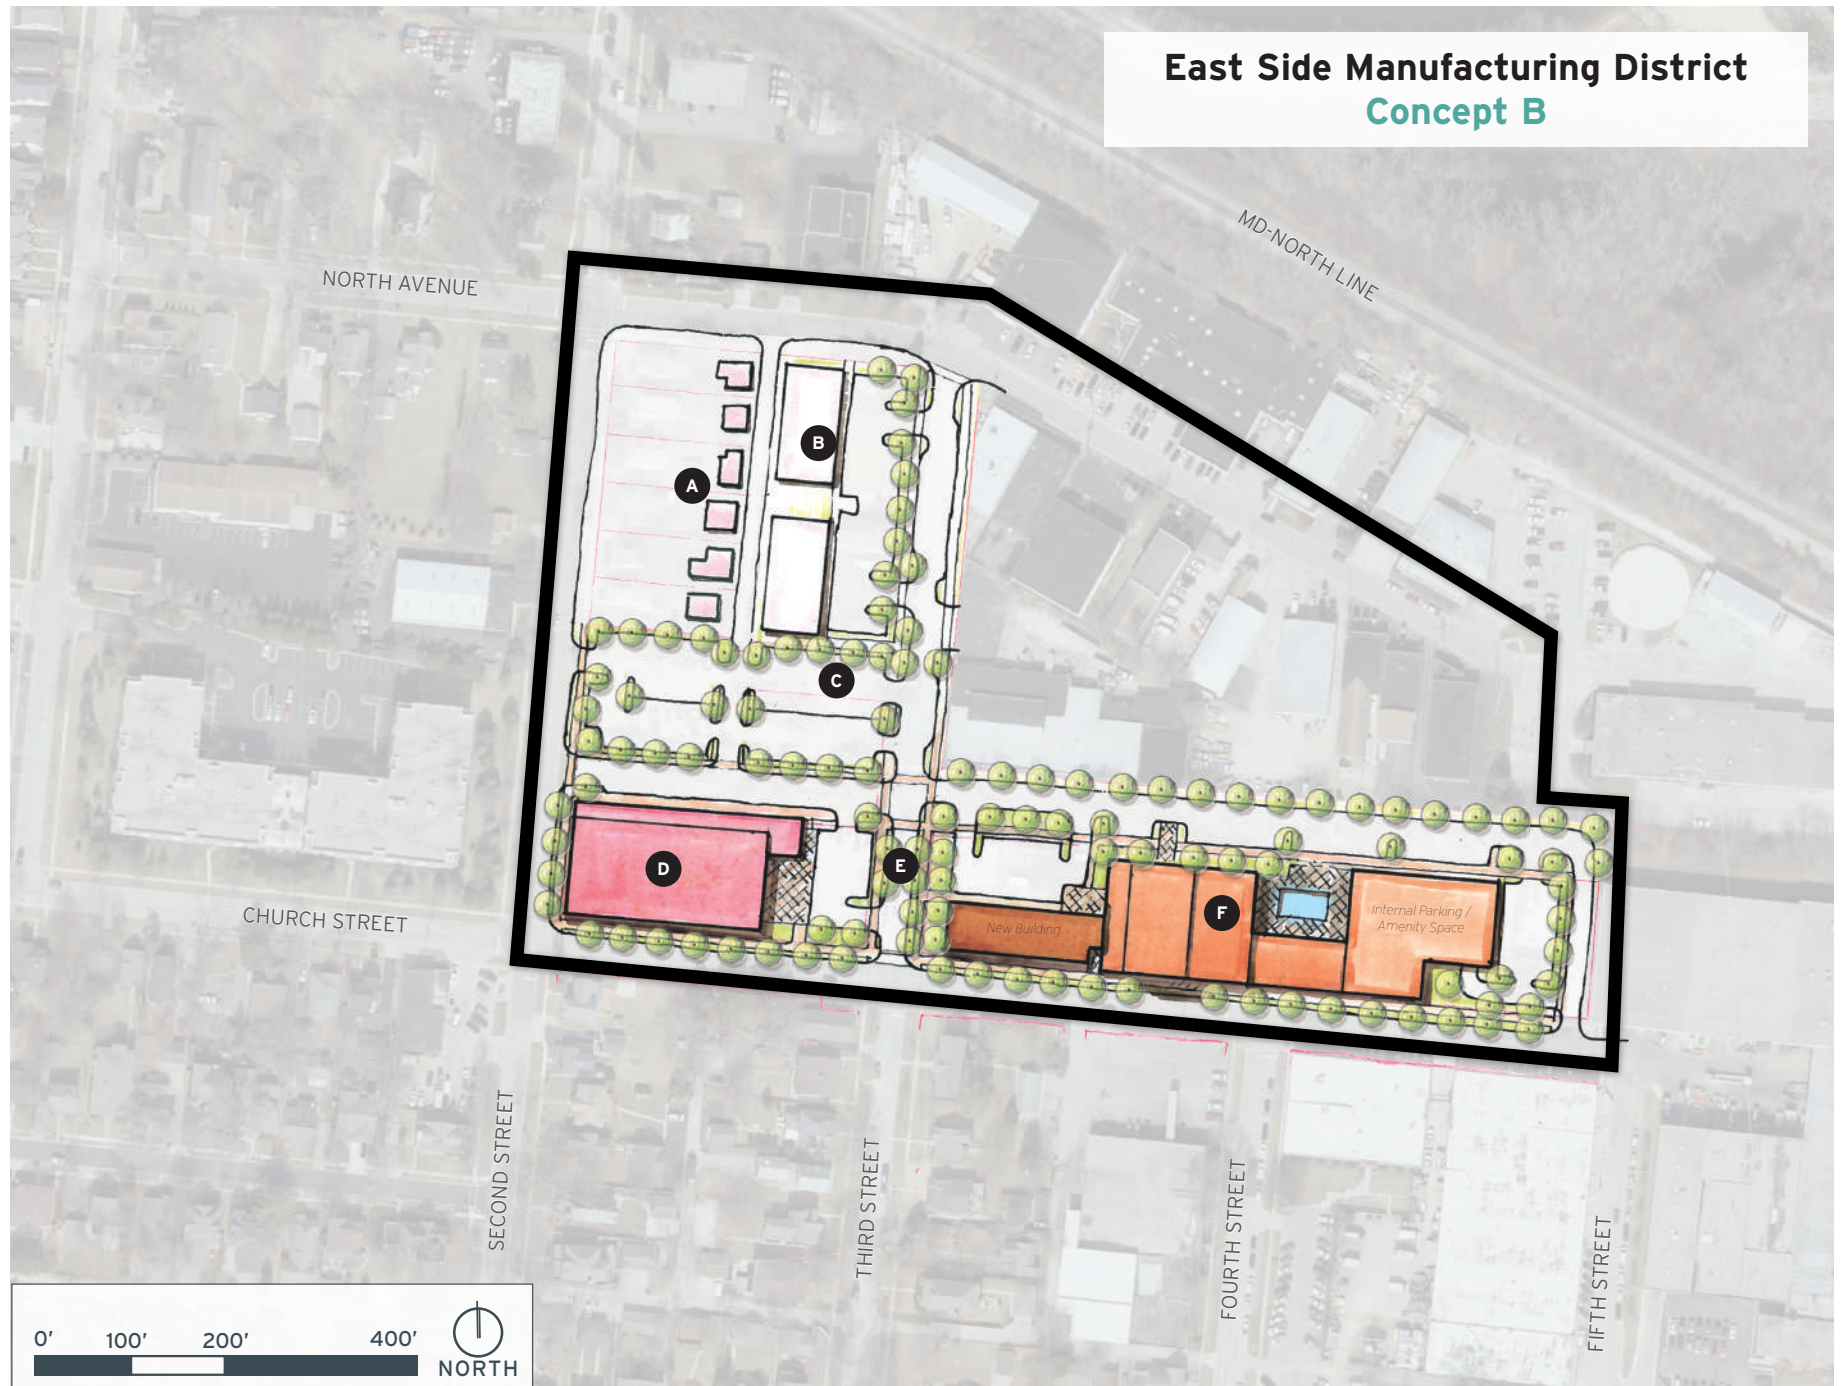 East Side Manufacturing District
Concept B
MD-NORTH LINE
NORTH AVENUE
B
A
C
D
E
F
New Building
Internal Parking /
Amenity Space
CHURCH STREET
SECOND STREET
THIRD STREET
FOURTH STREET
FIFTH STREET
0' 100' 200' 400'
NORTH